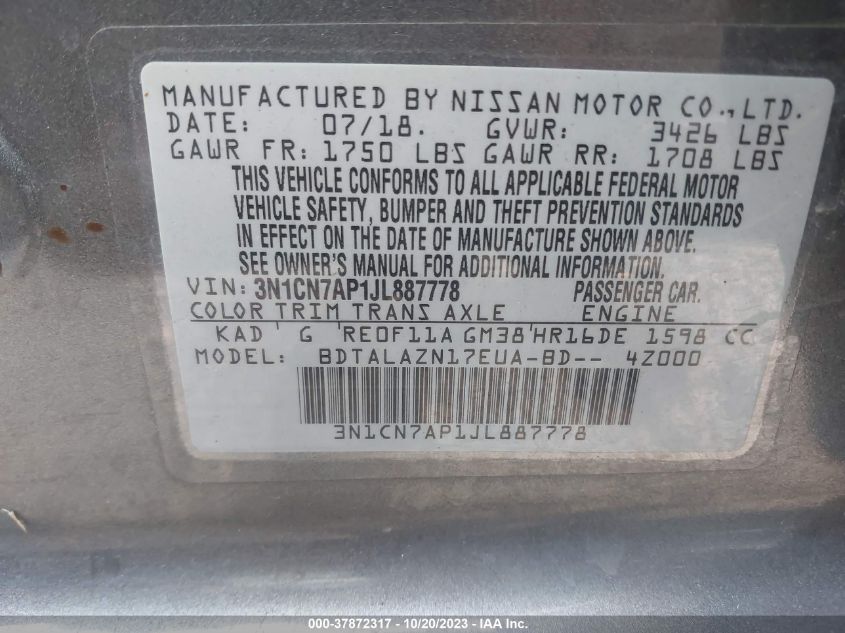 MANUFACTURED BY NISSAN MOTOR CO.,LTD.
DATE: 07/18. GVWR: 3426 LBS
GAWR FR: 1750 LBS GAWR RR: 1708 LBS
THIS VEHICLE CONFORMS TO ALL APPLICABLE FEDERAL MOTOR
VEHICLE SAFETY, BUMPER AND THEFT PREVENTION STANDARDS
IN EFFECT ON THE DATE OF MANUFACTURE SHOWN ABOVE.
SEE OWNER'S MANUAL FOR ADDITIONAL INFORMATION.
VIN: 3N1CN7AP1JL887778 PASSENGER CAR.
COLOR TRIM TRANS AXLE ENGINE
KAD G RE0F11A GM38 HR16DE 1598 CC
MODEL: BDTALAZN17EUA-BD-- 4Z000
3N1CN7AP1JL887778
000-37872317 - 10/20/2023 - © IAA, Inc.